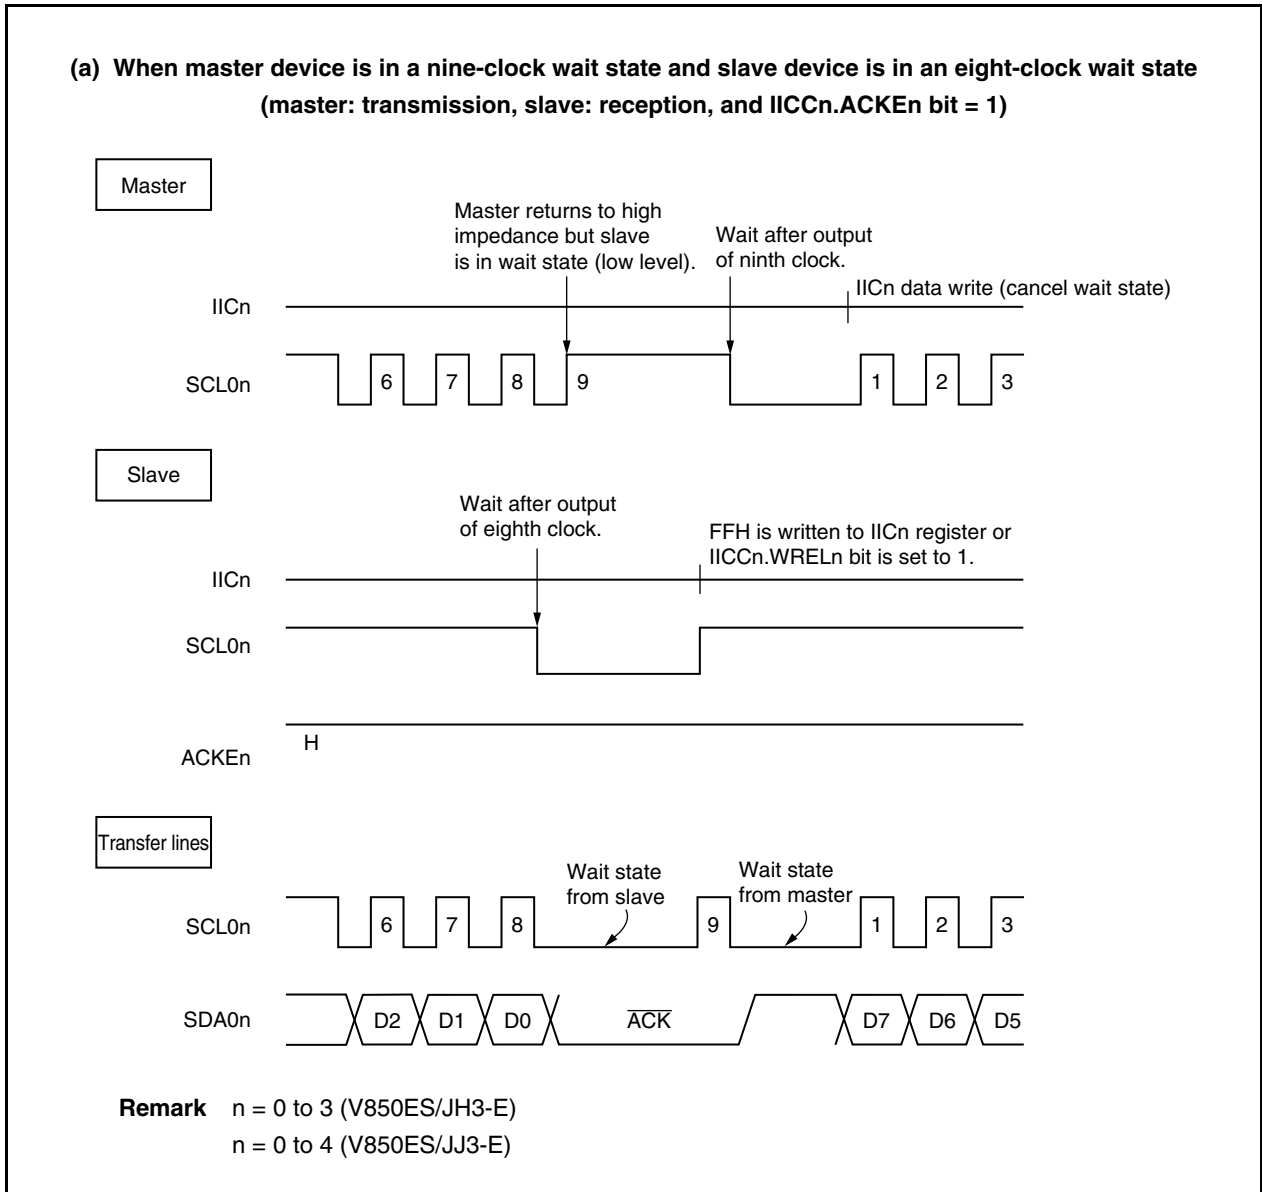 (a) When master device is in a nine-clock wait state and slave device is in an eight-clock wait state
(master: transmission, slave: reception, and IICCn.ACKEn bit = 1)
Master
Master returns to high
impedance but slave
is in wait state (low level).
Wait after output
of ninth clock.
IICn data write (cancel wait state)
IICn
SCL0n
6 7 8 9 1 2 3
Slave
Wait after output
of eighth clock.
FFH is written to IICn register or
IICCn.WRELn bit is set to 1.
IICn
SCL0n
H
ACKEn
Transfer lines
Wait state
from slave
Wait state
from master
SCL0n
6 7 8 9 1 2 3
SDA0n
D2 D1 D0 ACK D7 D6 D5
Remark n = 0 to 3 (V850ES/JH3-E)
n = 0 to 4 (V850ES/JJ3-E)